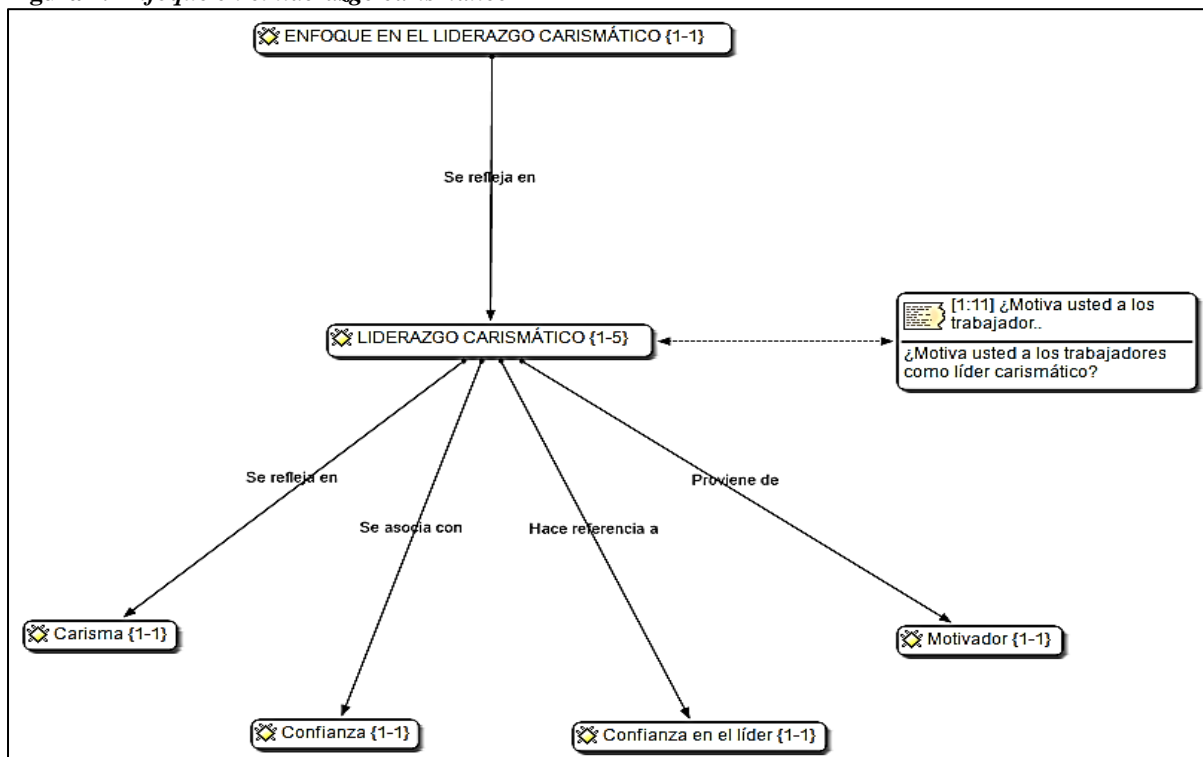 ENFOQUE EN EL LIDERAZGO CARISMÁTICO {1-1}
Se refleja en
LIDERAZGO CARISMÁTICO {1-5}
[1:11] ¿Motiva usted a los
trabajador..
¿Motiva usted a los trabajadores
como líder carismático?
Se refleja en
Se asocia con
Hace referencia a
Proviene de
Carisma {1-1}
Motivador {1-1}
Confianza {1-1}
Confianza en el líder {1-1}